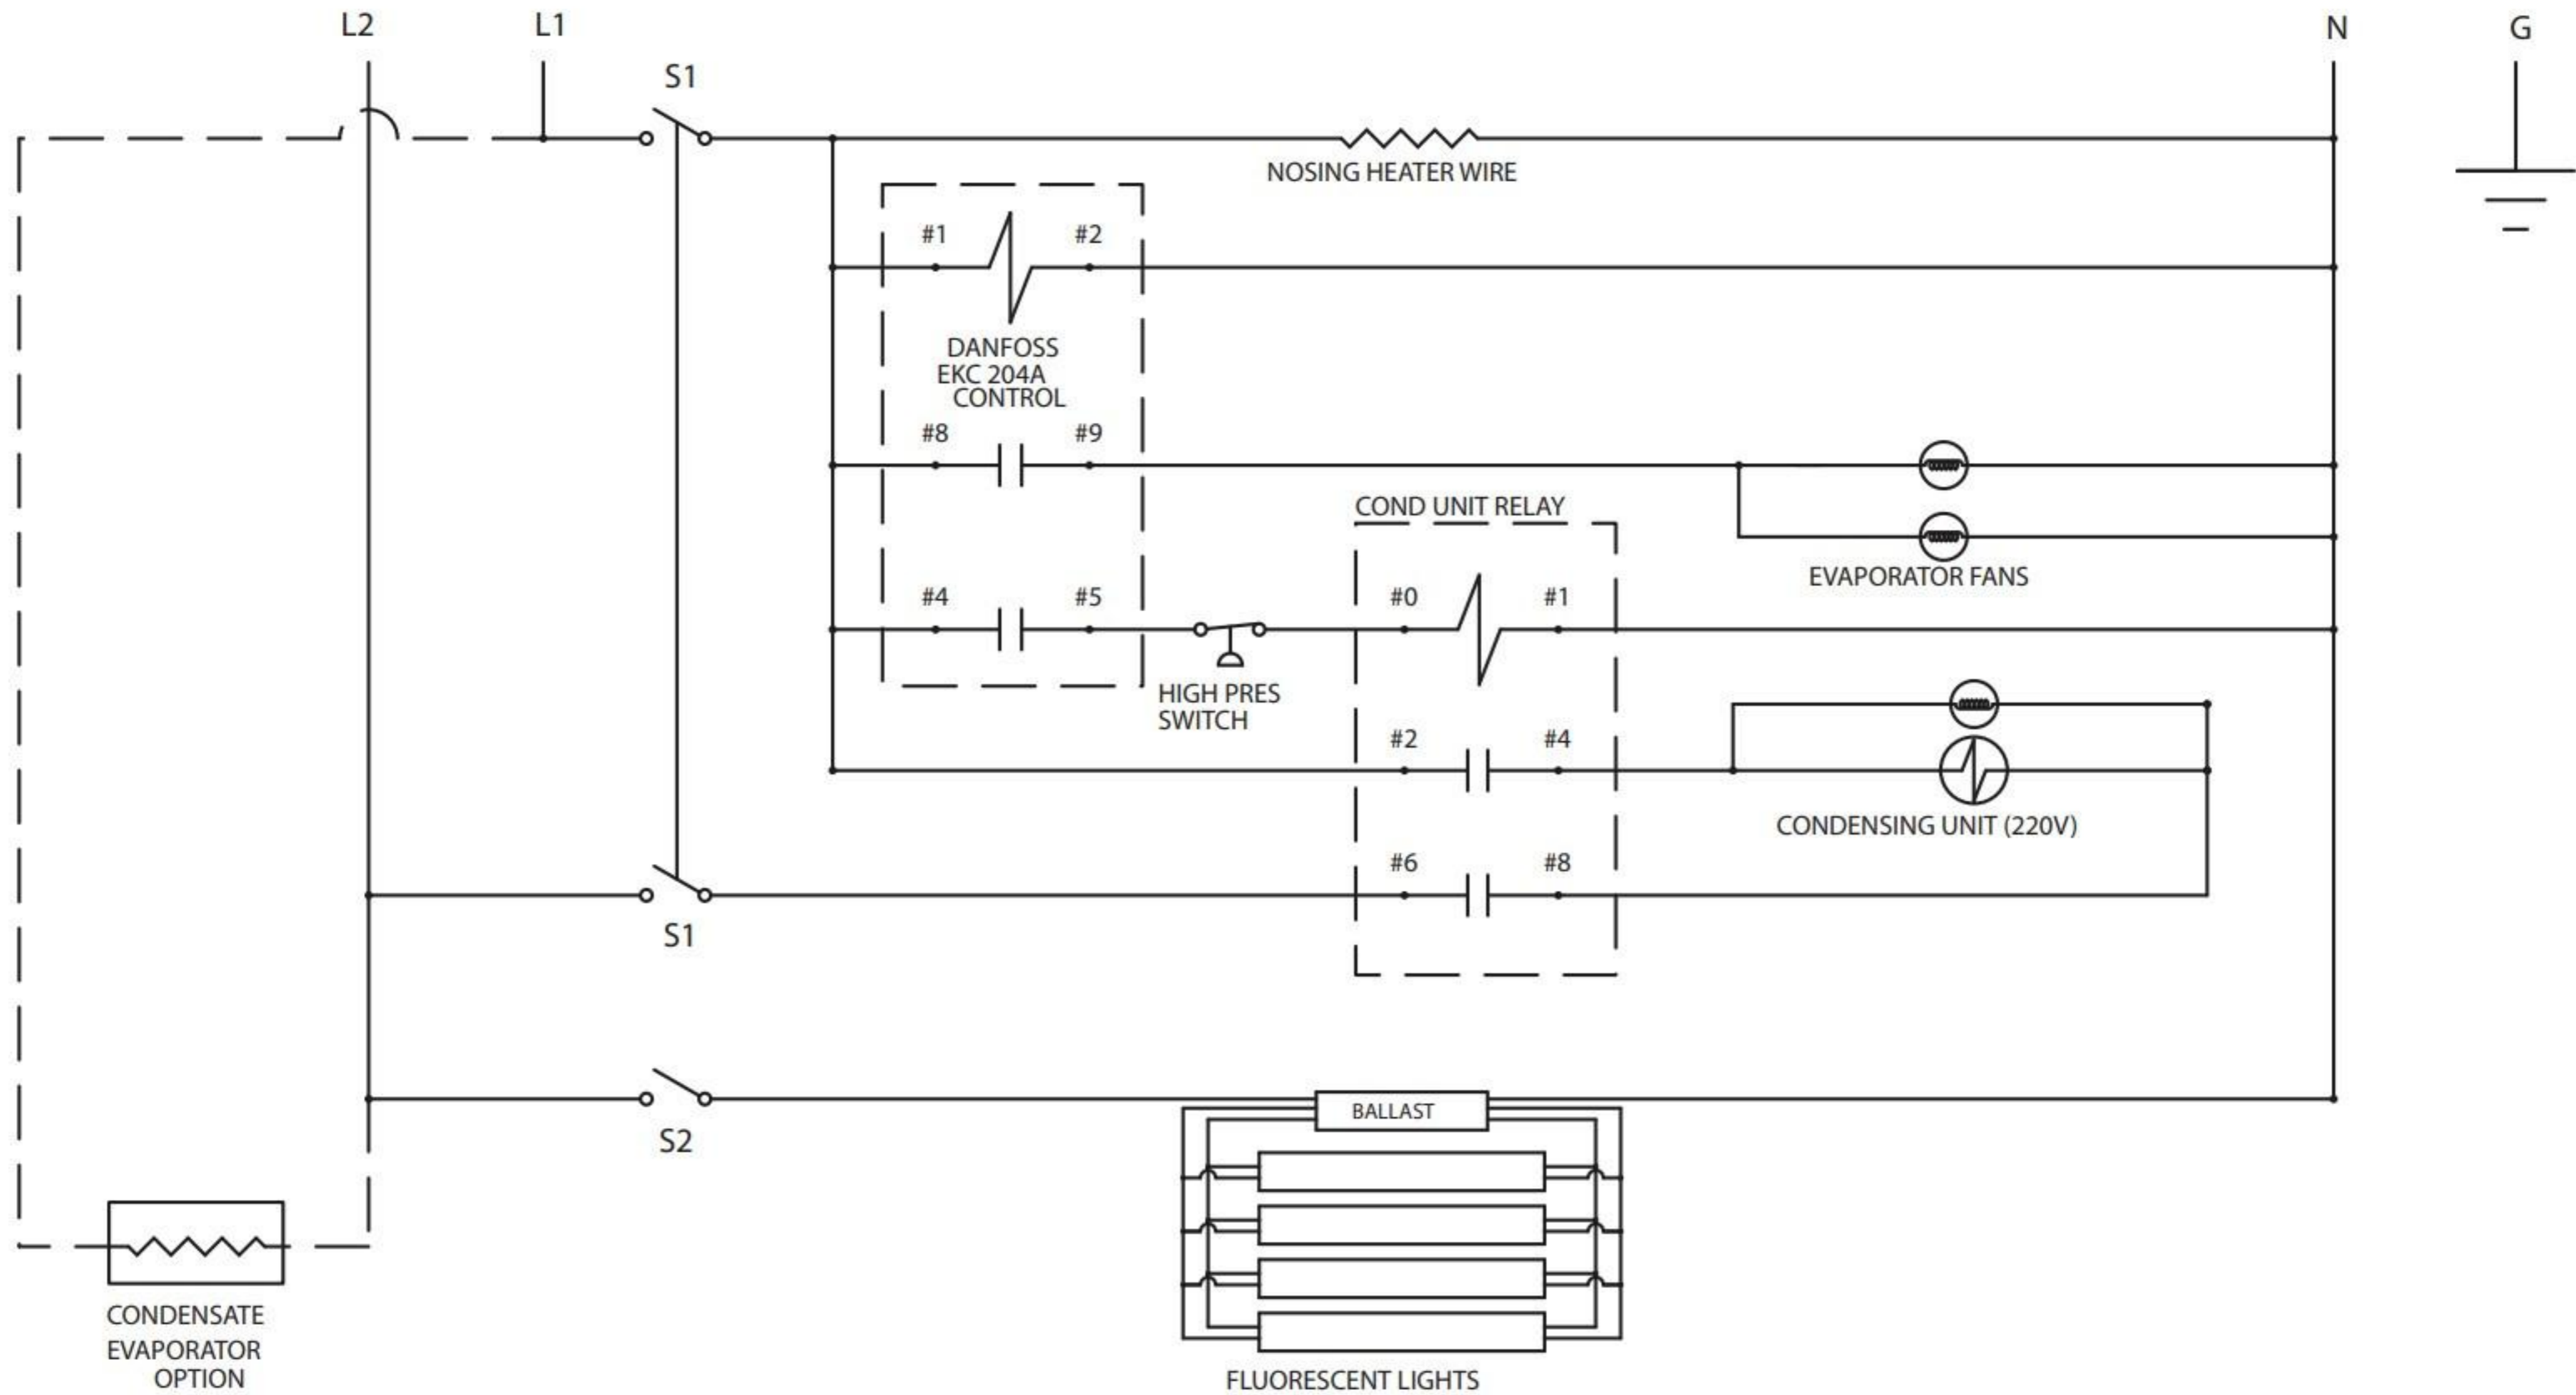 L2
L1
S1
N
G
NOSING HEATER WIRE
#1
#2
DANFOSS
EKC 204A
CONTROL
#8
#9
COND UNIT RELAY
EVAPORATOR FANS
#4
#5
#0
#1
HIGH PRES
SWITCH
#2
#4
CONDENSING UNIT (220V)
#6
#8
S1
BALLAST
S2
CONDENSATE
EVAPORATOR
OPTION
FLUORESCENT LIGHTS